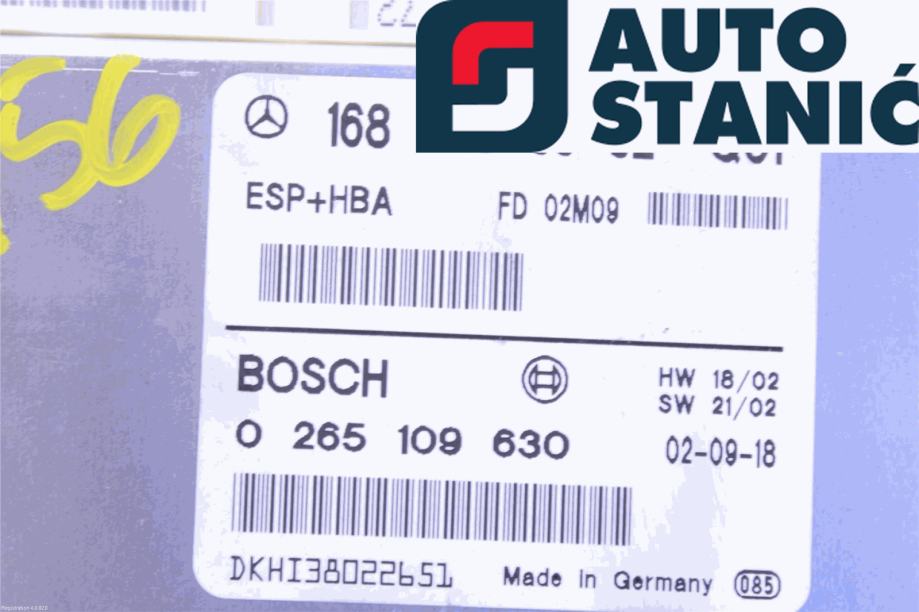 AUTO
STANIĆ
56
168
ESP+HBA
FD 02M09
BOSCH
HW 18/02
SW 21/02
0 265 109 630
02-09-18
DKHI38022651
Made In Germany 085